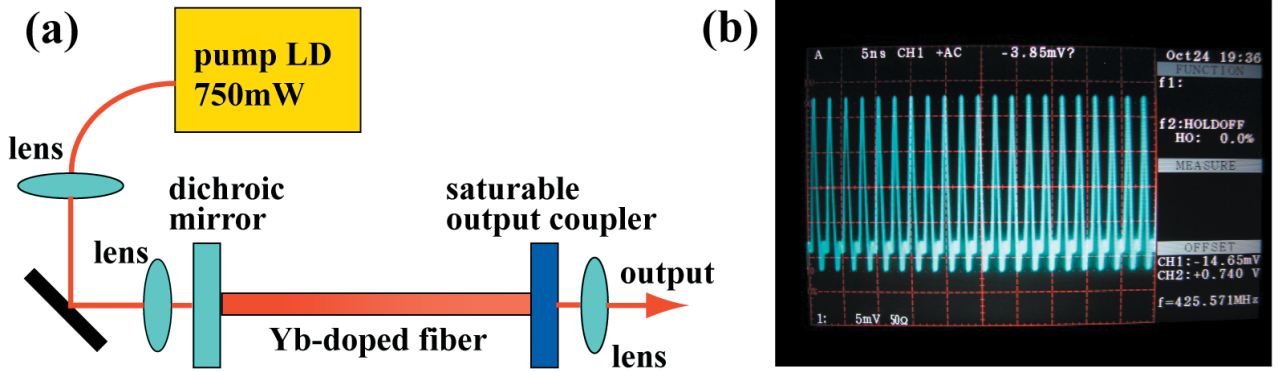 (a)
pump LD
750mW
lens
dichroic
mirror
lens
saturable
output coupler
output
Yb-doped fiber
lens
(b)
A 5ns CH1 +AC -3.85mV?
Oct24 19:36
FUNCTION
f1:
f2:HOLDOFF
HO: 0.0%
MEASURE
OFFSET
CH1:-14.65mV
CH2:+0.740 V
f=425.571MHz
1: 5mV 50Ω